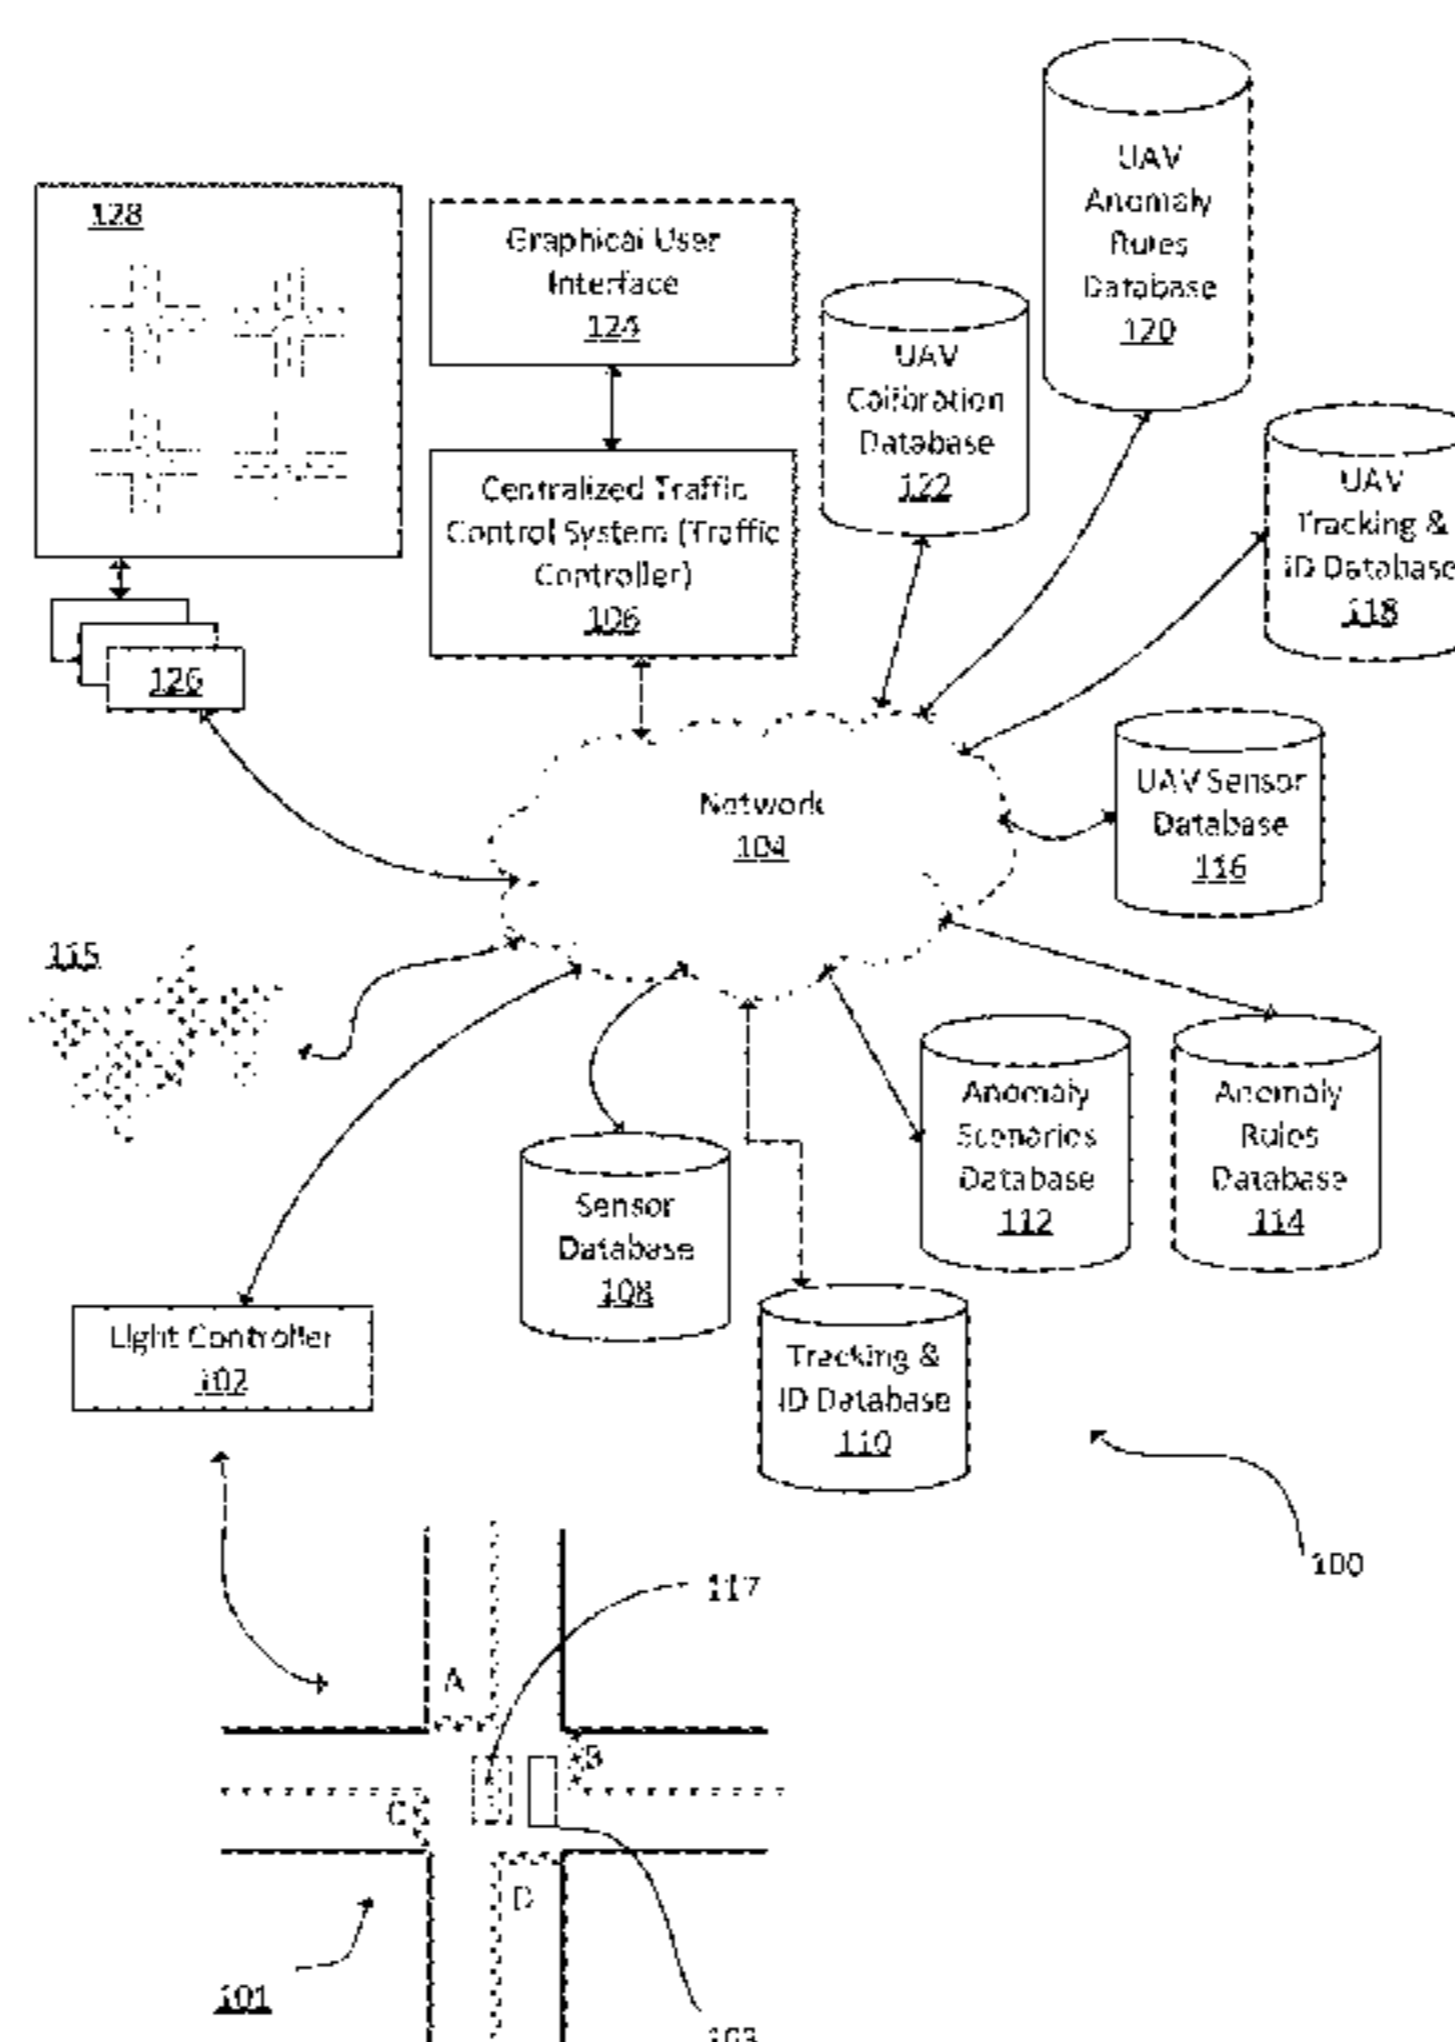 UAV
Anomaly
Rules
Database
120
128
Graphical User
Interface
124
UAV
Calibration
Database
122
UAV
Tracking &
ID Database
118
Centralized Traffic
Control System (Traffic
Controller)
106
126
Network
104
UAV Sensor
Database
116
115
Anomaly
Scenarios
Database
112
Anomaly
Rules
Database
114
Sensor
Database
108
Light Controller
102
Tracking &
ID Database
110
100
117
A
B
C
D
101
103